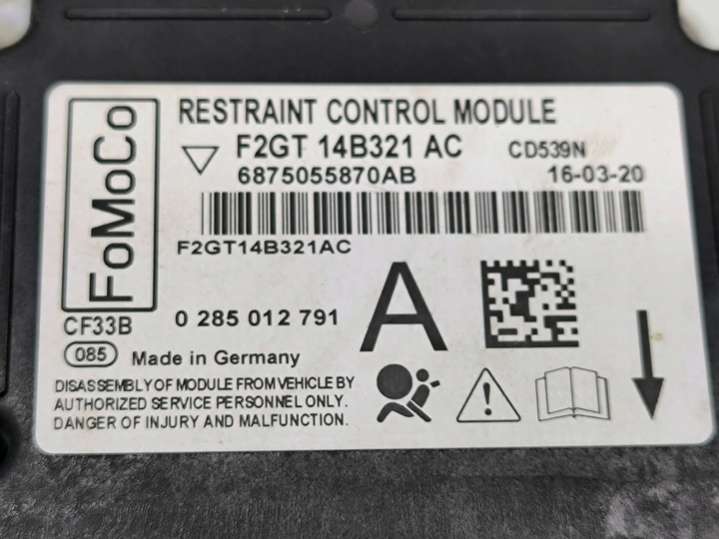 FoMoCo
RESTRAINT CONTROL MODULE
F2GT 14B321 AC CD539N
6875055870AB 16-03-20
F2GT14B321AC
A
CF33B 0 285 012 791
085 Made in Germany
DISASSEMBLY OF MODULE FROM VEHICLE BY
AUTHORIZED SERVICE PERSONNEL ONLY.
DANGER OF INJURY AND MALFUNCTION.